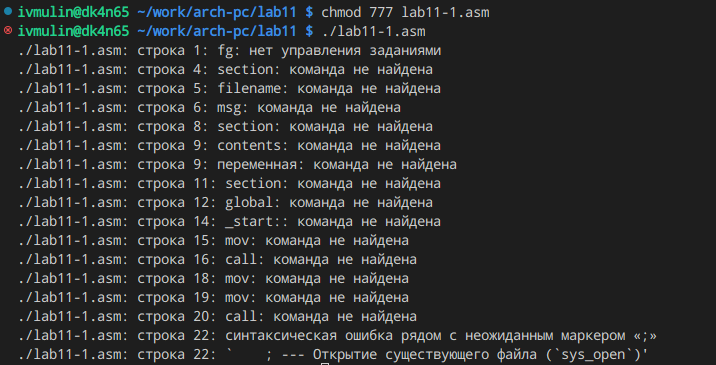 ivmulin@dk4n65 ~/work/arch-pc/lab11 $ chmod 777 lab11-1.asm
ivmulin@dk4n65 ~/work/arch-pc/lab11 $ ./lab11-1.asm
./lab11-1.asm: строка 1: fg: нет управления заданиями
./lab11-1.asm: строка 4: section: команда не найдена
./lab11-1.asm: строка 5: filename: команда не найдена
./lab11-1.asm: строка 6: msg: команда не найдена
./lab11-1.asm: строка 8: section: команда не найдена
./lab11-1.asm: строка 9: contents: команда не найдена
./lab11-1.asm: строка 9: переменная: команда не найдена
./lab11-1.asm: строка 11: section: команда не найдена
./lab11-1.asm: строка 12: global: команда не найдена
./lab11-1.asm: строка 14: _start:: команда не найдена
./lab11-1.asm: строка 15: mov: команда не найдена
./lab11-1.asm: строка 16: call: команда не найдена
./lab11-1.asm: строка 18: mov: команда не найдена
./lab11-1.asm: строка 19: mov: команда не найдена
./lab11-1.asm: строка 20: call: команда не найдена
./lab11-1.asm: строка 22: синтаксическая ошибка рядом с неожиданным маркером «;»
./lab11-1.asm: строка 22: `    ; --- Открытие существующего файла (`sys_open`)'